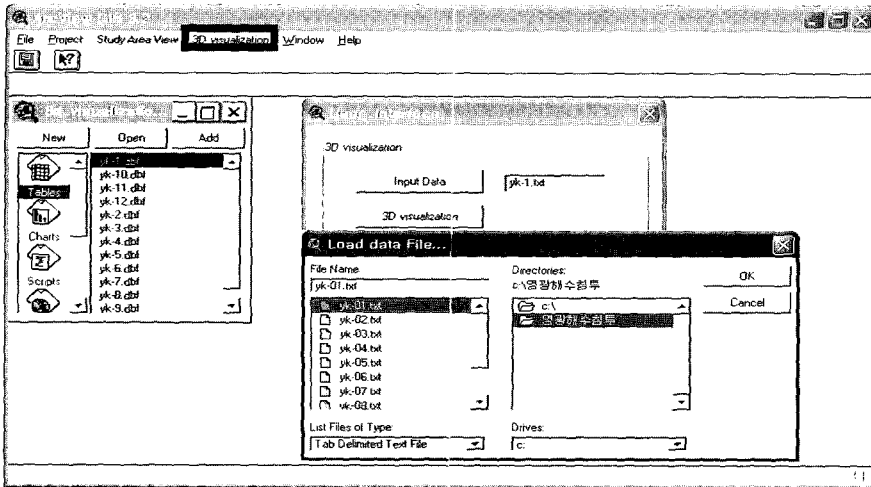 File Project Study Area View 3D visualization Window Help
New Open Add
Tables
Charts
Scripts
yk-1.dbf
yk-10.dbf
yk-11.dbf
yk-12.dbf
yk-2.dbf
yk-3.dbf
yk-4.dbf
yk-5.dbf
yk-6.dbf
yk-7.dbf
yk-8.dbf
yk-9.dbf
3D visualization
Input Data yk-1.txt
3D visualization
Load data File...
File Name
yk-01.txt
yk-01.txt
yk-02.txt
yk-03.txt
yk-04.txt
yk-05.txt
yk-06.txt
yk-07.txt
yk-08.txt
List Files of Type:
Tab Delimited Text File
Directories:
c:\영광해수침투
c:\
영광해수침투
Drives:
c:
OK
Cancel